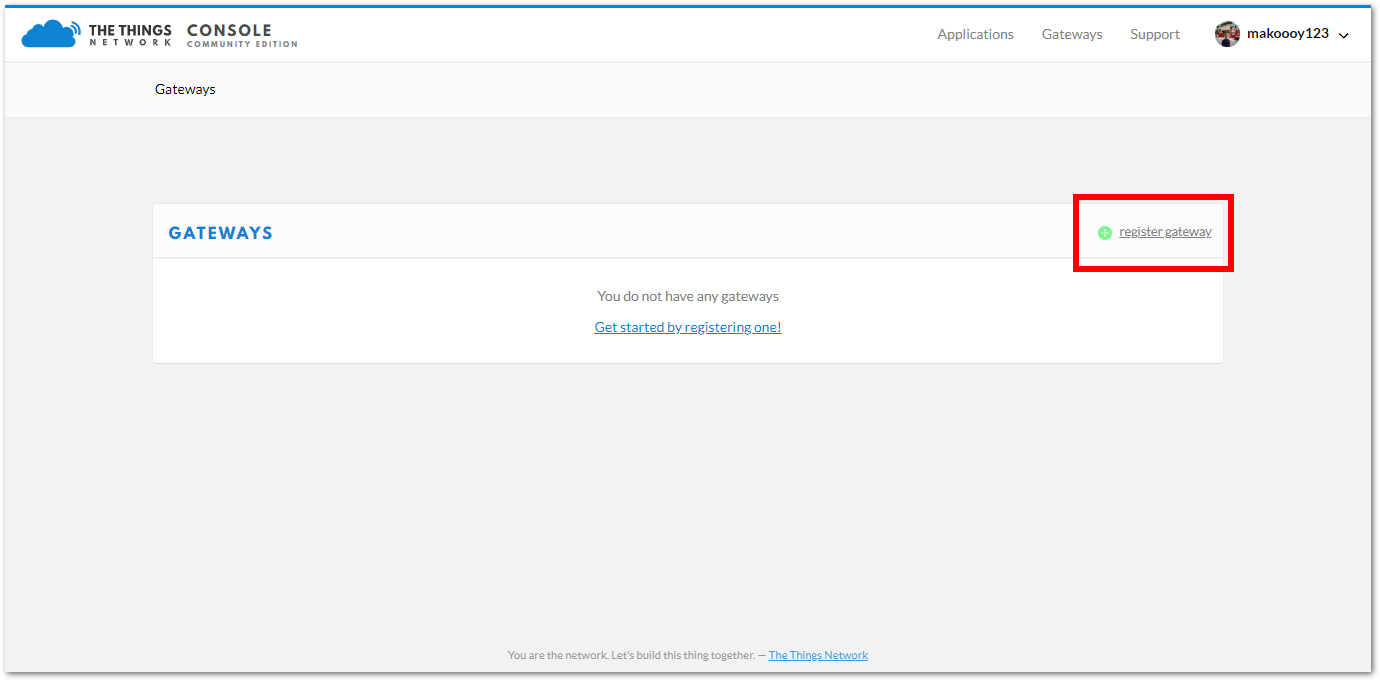 THE THINGS NETWORK CONSOLE COMMUNITY EDITION
Applications Gateways Support makoooy123
Gateways
GATEWAYS register gateway
You do not have any gateways
Get started by registering one!
You are the network. Let's build this thing together. — The Things Network